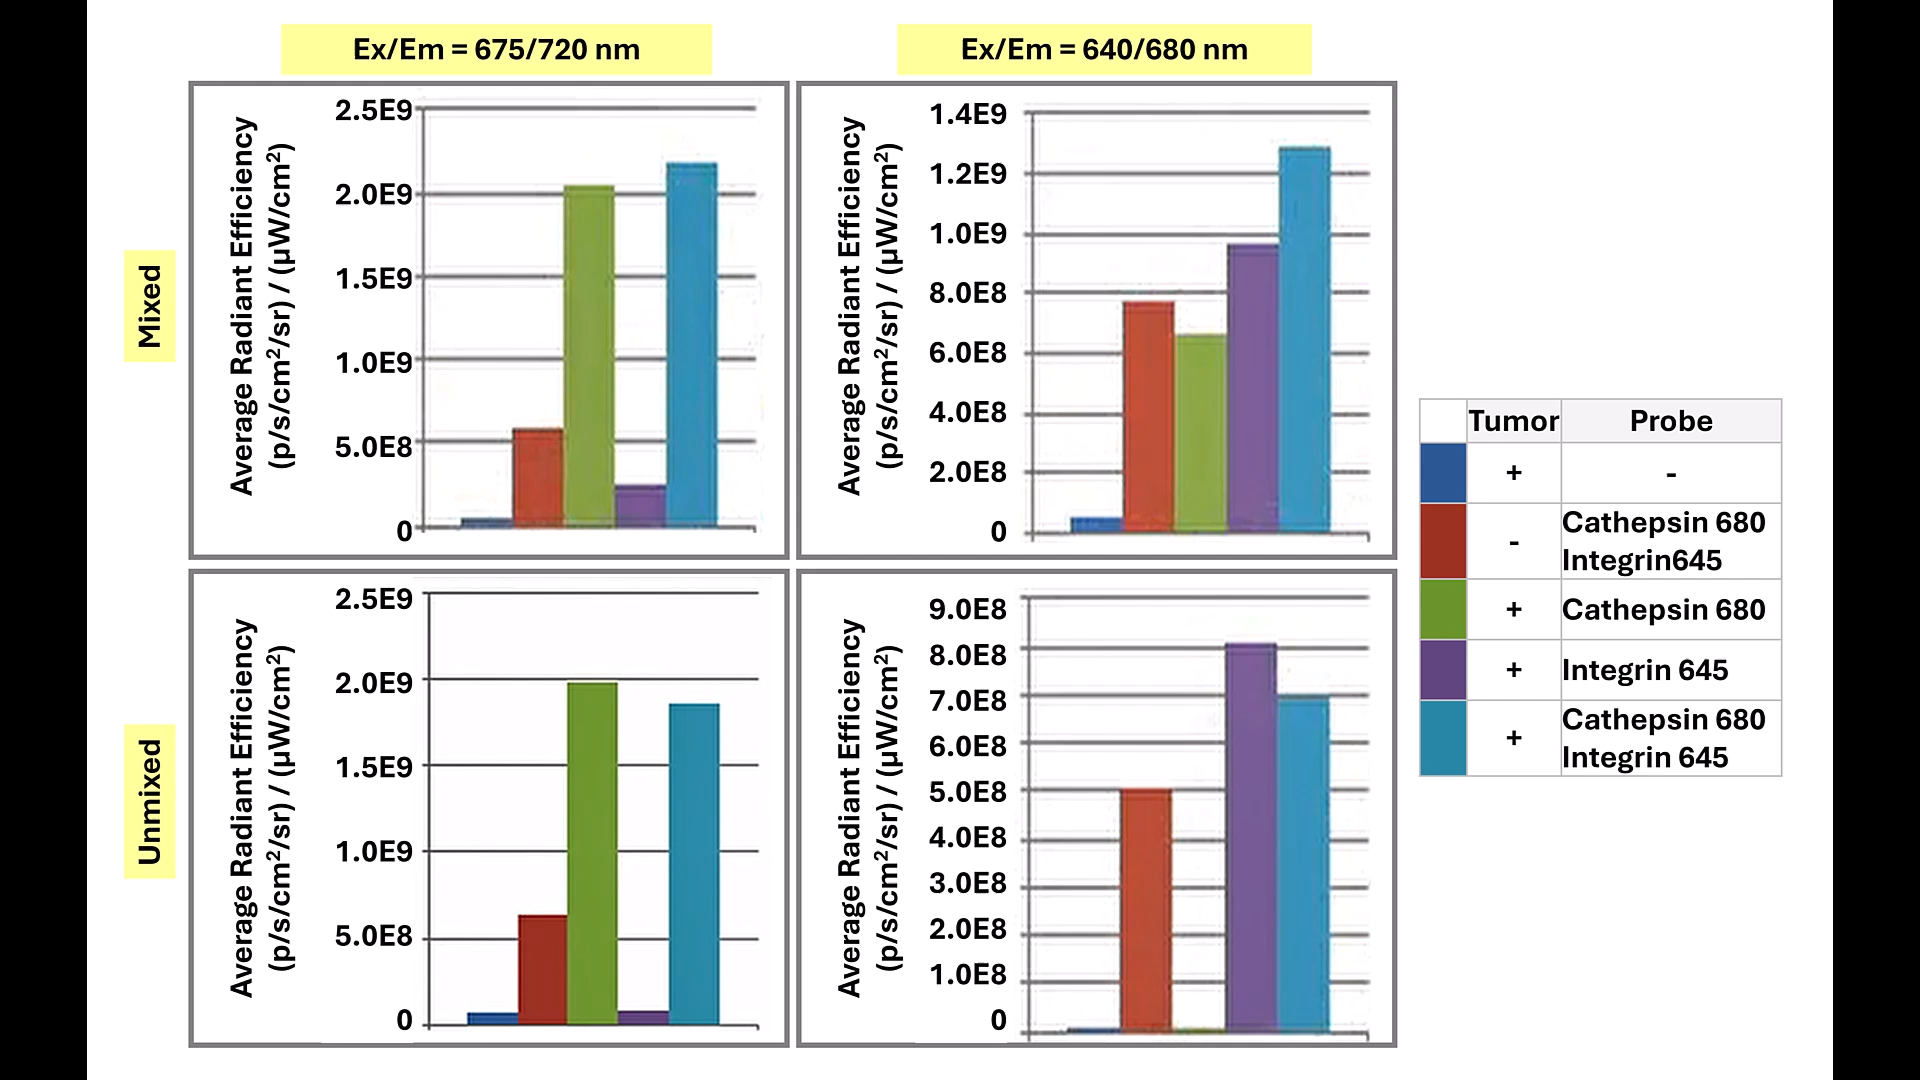 Ex/Em = 675/720 nm
Ex/Em = 640/680 nm
Mixed
Average Radiant Efficiency
(p/s/cm²/sr) / (µW/cm²)
2.5E9
2.0E9
1.5E9
1.0E9
5.0E8
0
Average Radiant Efficiency
(p/s/cm²/sr) / (µW/cm²)
1.4E9
1.2E9
1.0E9
8.0E8
6.0E8
4.0E8
2.0E8
0
Unmixed
Average Radiant Efficiency
(p/s/cm²/sr) / (µW/cm²)
2.5E9
2.0E9
1.5E9
1.0E9
5.0E8
0
Average Radiant Efficiency
(p/s/cm²/sr) / (µW/cm²)
9.0E8
8.0E8
7.0E8
6.0E8
5.0E8
4.0E8
3.0E8
2.0E8
1.0E8
0
Tumor Probe
+ -
- Cathepsin 680
Integrin645
+ Cathepsin 680
+ Integrin 645
+ Cathepsin 680
Integrin 645